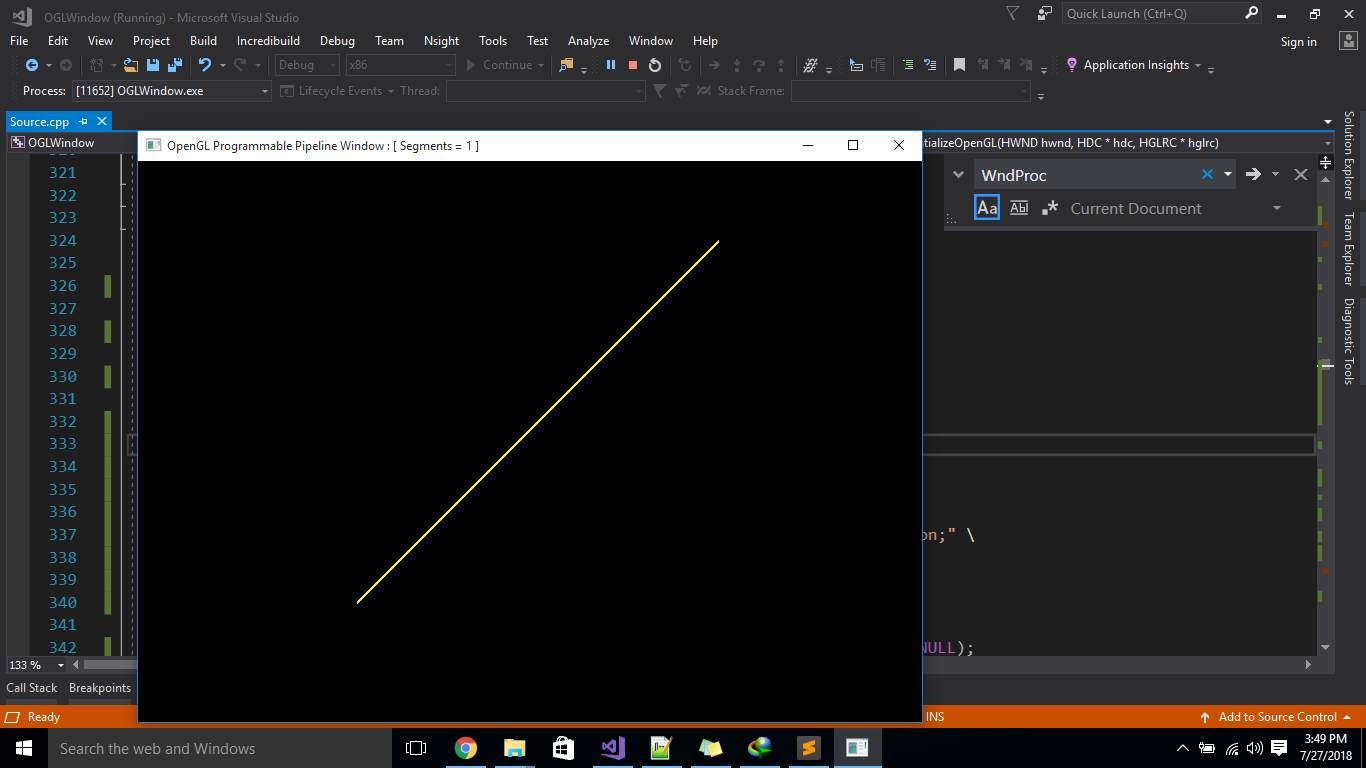 OGLWindow (Running) - Microsoft Visual Studio
Quick Launch (Ctrl+Q)
File Edit View Project Build Incredibuild Debug Team Nsight Tools Test Analyze Window Help
Sign in
Debug x86 Continue Application Insights
Process: [11652] OGLWindow.exe Lifecycle Events Thread: Stack Frame:
Source.cpp
OGLWindow
OpenGL Programmable Pipeline Window : [ Segments = 1 ]
tializeOpenGL(HWND hwnd, HDC * hdc, HGLRC * hglrc)
WndProc
Aa Abl Current Document
Solution Explorer
Team Explorer
Diagnostic Tools
321
322
323
324
325
326
327
328
329
330
331
332
333
334
335
336
337
on;" \
338
339
340
341
342
NULL);
133 %
Call Stack Breakpoints
Ready
INS
Add to Source Control
Search the web and Windows
3:49 PM
7/27/2018